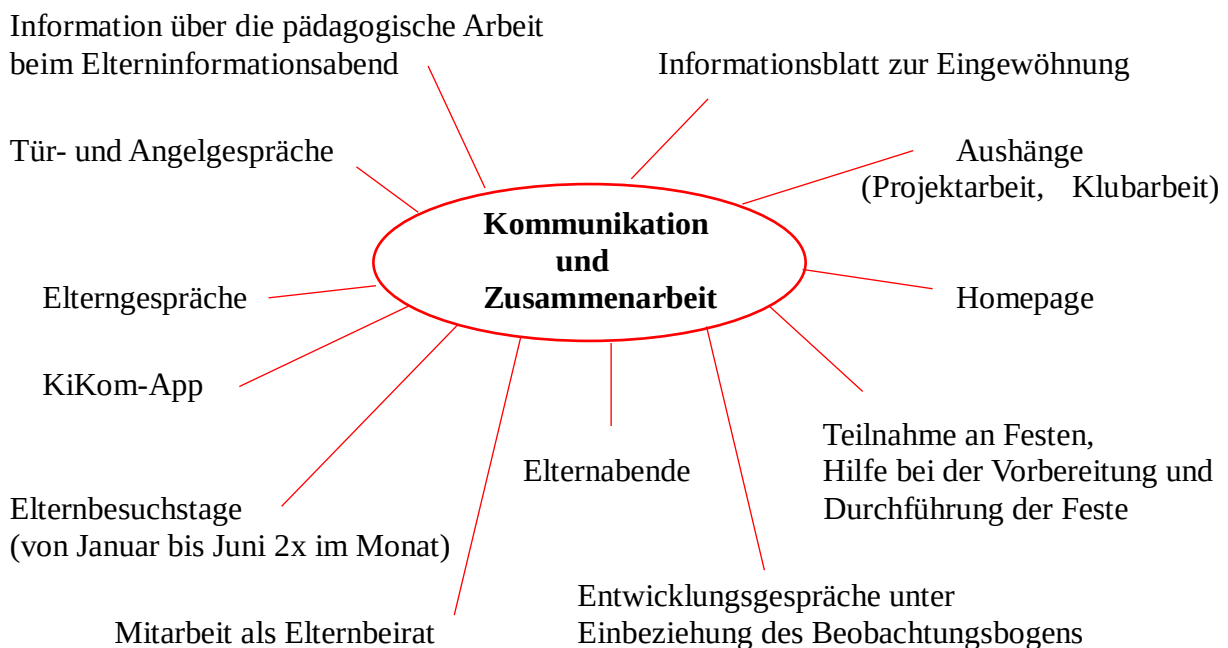 Information über die pädagogische Arbeit
beim Elterninformationsabend
Informationsblatt zur Eingewöhnung
Tür- und Angelgespräche
Aushänge
(Projektarbeit, Klubarbeit)
Kommunikation
und
Zusammenarbeit
Elterngespräche
Homepage
KiKom-App
Teilnahme an Festen,
Hilfe bei der Vorbereitung und
Durchführung der Feste
Elternabende
Elternbesuchstage
(von Januar bis Juni 2x im Monat)
Entwicklungsgespräche unter
Einbeziehung des Beobachtungsbogens
Mitarbeit als Elternbeirat